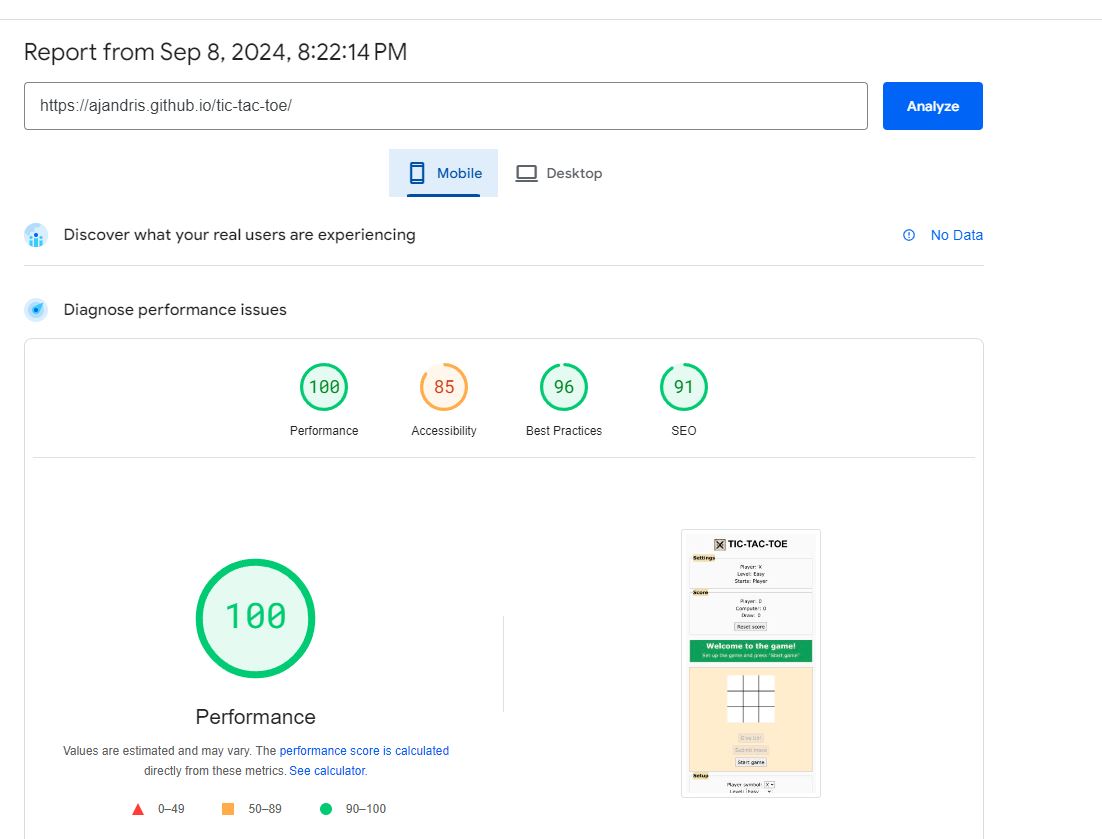 Report from Sep 8, 2024, 8:22:14 PM
https://ajandris.github.io/tic-tac-toe/
Analyze
Mobile
Desktop
Discover what your real users are experiencing
No Data
Diagnose performance issues
100
85
96
91
Performance
Accessibility
Best Practices
SEO
100
Performance
Values are estimated and may vary. The performance score is calculated
directly from these metrics. See calculator.
0–49
50–89
90–100
X TIC-TAC-TOE
Settings
Player: X
Level: Easy
Starts: Player
Score
Player: 0
Computer: 0
Draw: 0
Reset score
Welcome to the game!
Set up the game and press "Start game"
Give Up!
Submit move
Start game
Setup
Player symbol: X
Level: Easy